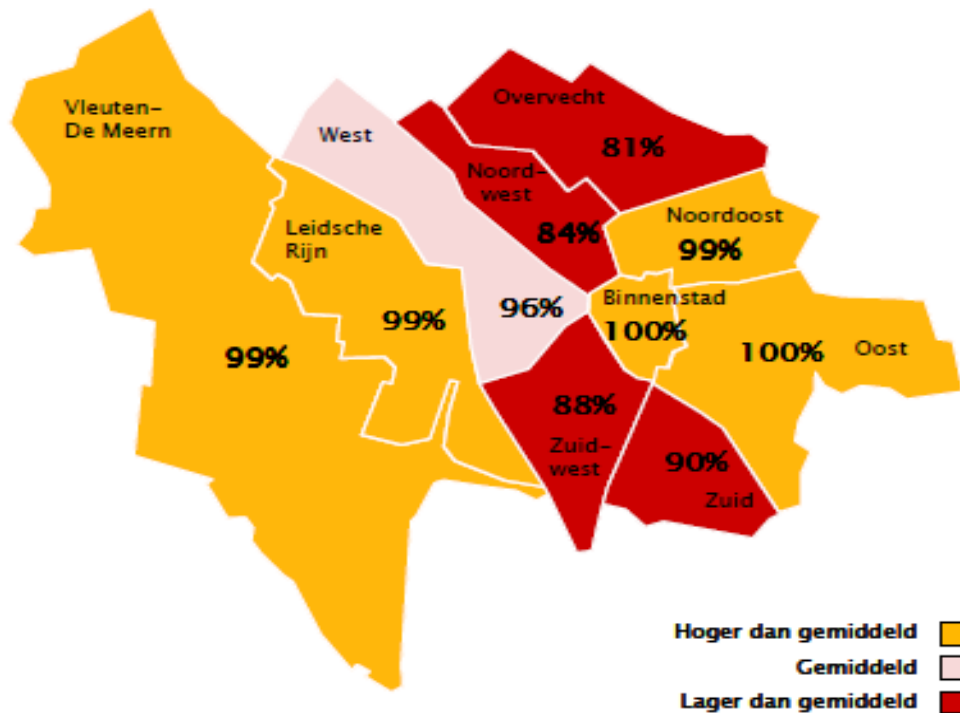 Vleuten–
De Meern
99%
West
96%
Leidsche
Rijn
99%
Overvecht
81%
Noord–
west
84%
Noordoost
99%
Binnenstad
100%
Oost
100%
88%
Zuid–
west
90%
Zuid
Hoger dan gemiddeld
Gemiddeld
Lager dan gemiddeld